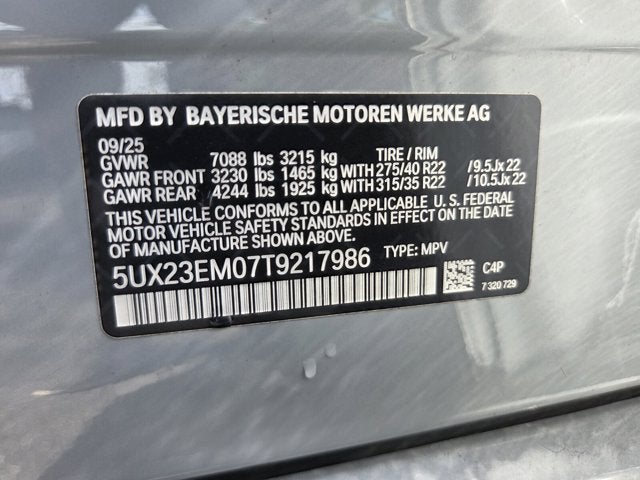 MFD BY BAYERISCHE MOTOREN WERKE AG
09/25
GVWR 7088 lbs 3215 kg TIRE / RIM
GAWR FRONT 3230 lbs 1465 kg WITH 275/40 R22 /9.5Jx22
GAWR REAR 4244 lbs 1925 kg WITH 315/35 R22 /10.5Jx22
THIS VEHICLE CONFORMS TO ALL APPLICABLE U. S. FEDERAL
MOTOR VEHICLE SAFETY STANDARDS IN EFFECT ON THE DATE
OF MANUFACTURE SHOWN ABOVE.
5UX23EM07T9217986 TYPE: MPV
C4P
7 320 729